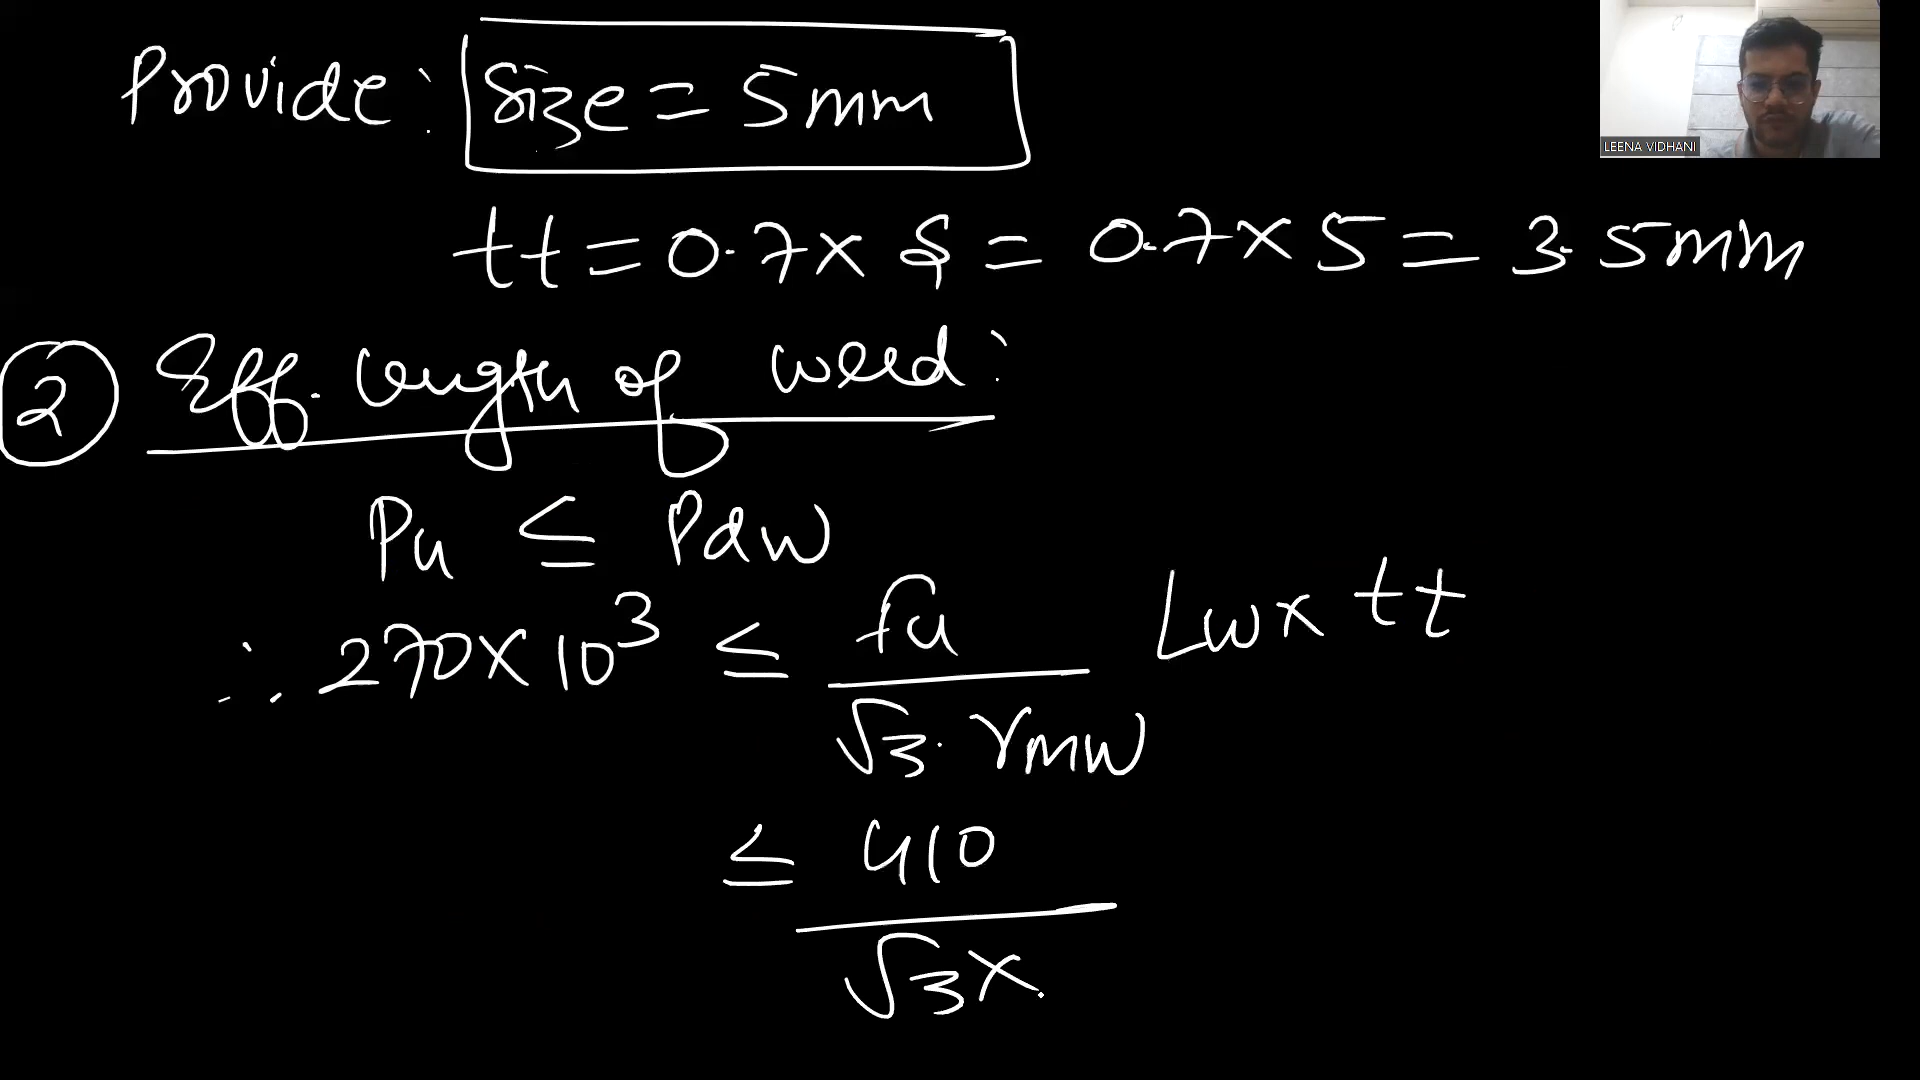 Provide: Size = 5mm
LEENA VIDHANI
tt = 0.7 x S = 0.7 x 5 = 3.5mm
2 Eff. length of weld:
Pu ≤ Pdw
∴ 270 x 10³ ≤ fu / √3 . γmw Lw x tt
≤ 410 / √3 x